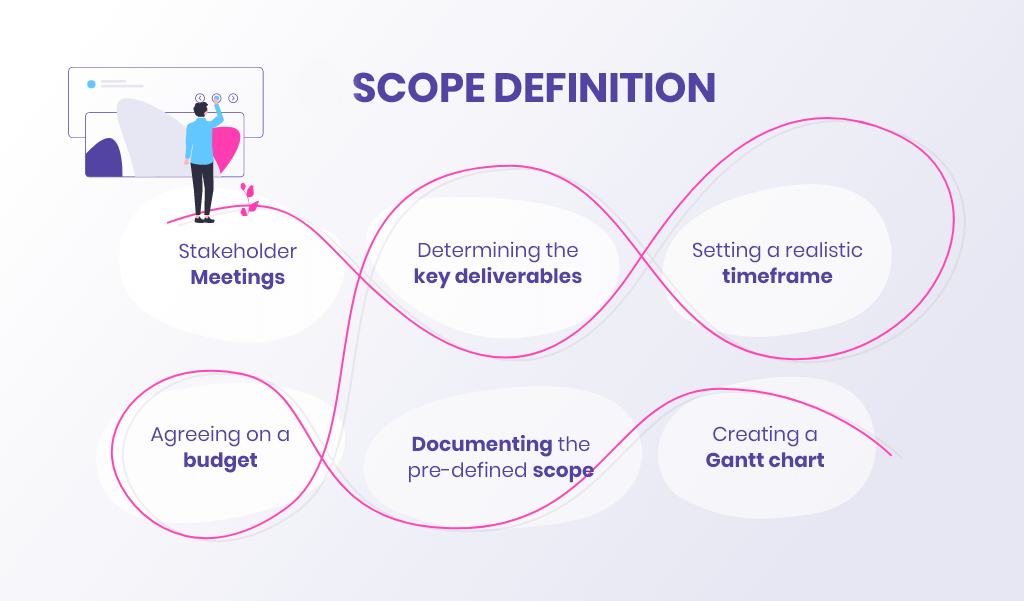 SCOPE DEFINITION
Stakeholder
Meetings
Determining the
key deliverables
Setting a realistic
timeframe
Agreeing on a
budget
Documenting the
pre-defined scope
Creating a
Gantt chart